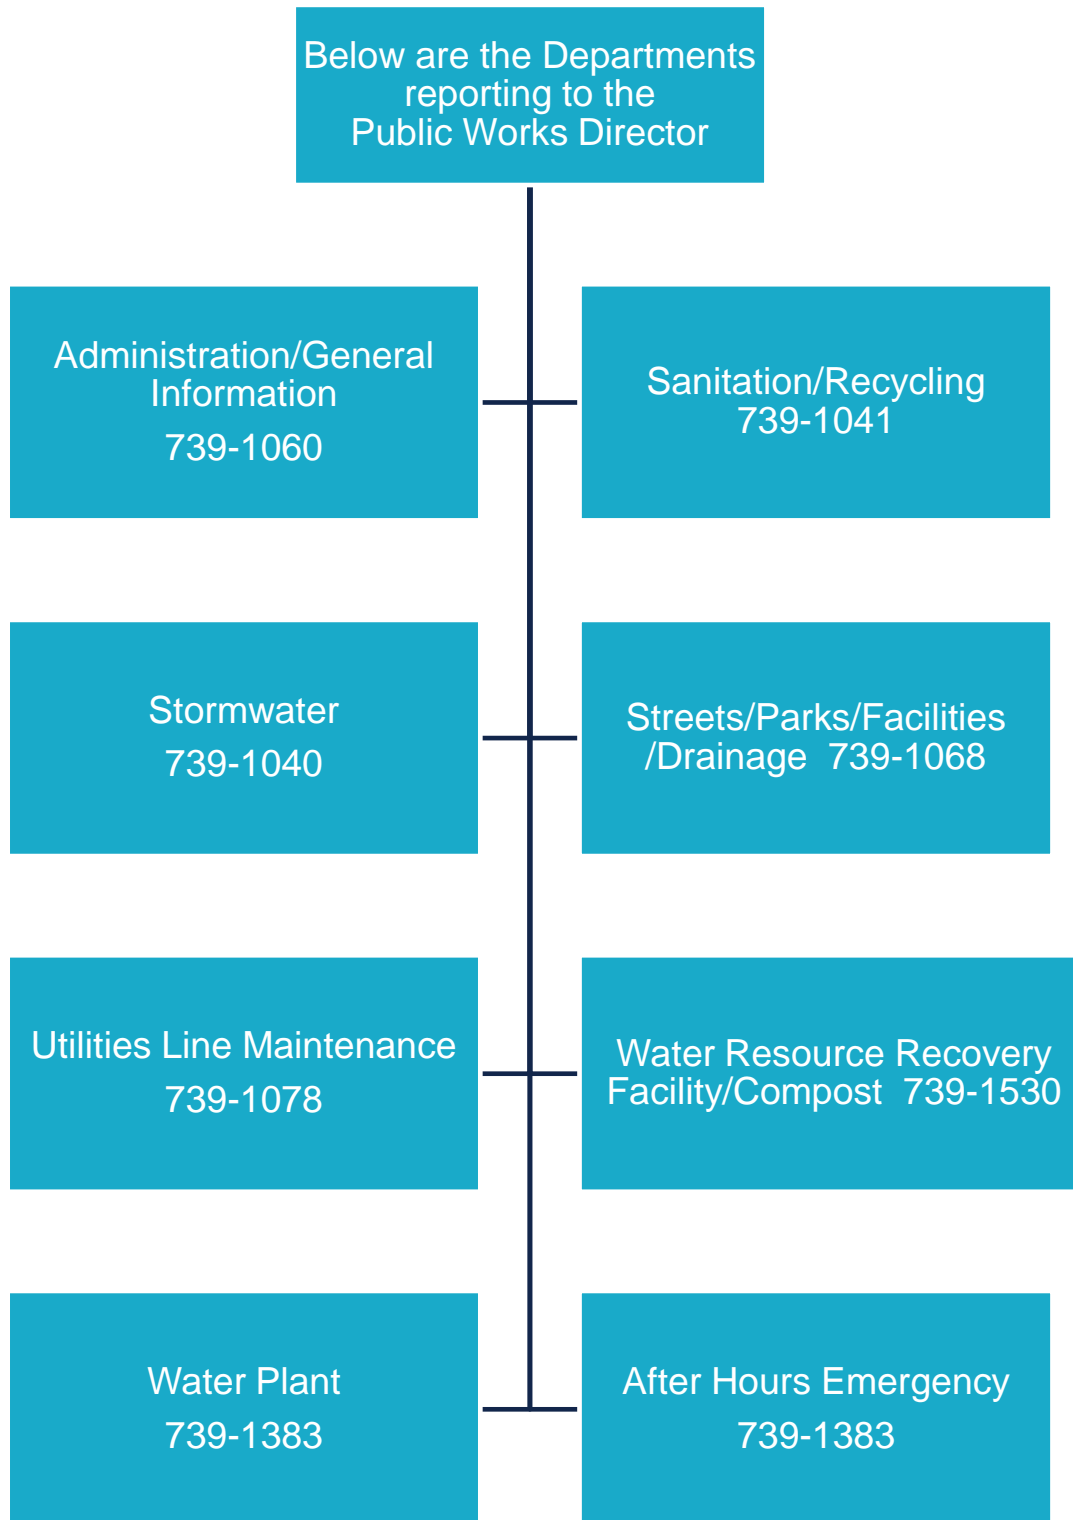 Below are the Departments
reporting to the
Public Works Director
Administration/General
Information
739-1060
Sanitation/Recycling
739-1041
Stormwater
739-1040
Streets/Parks/Facilities
/Drainage  739-1068
Utilities Line Maintenance
739-1078
Water Resource Recovery
Facility/Compost  739-1530
Water Plant
739-1383
After Hours Emergency
739-1383